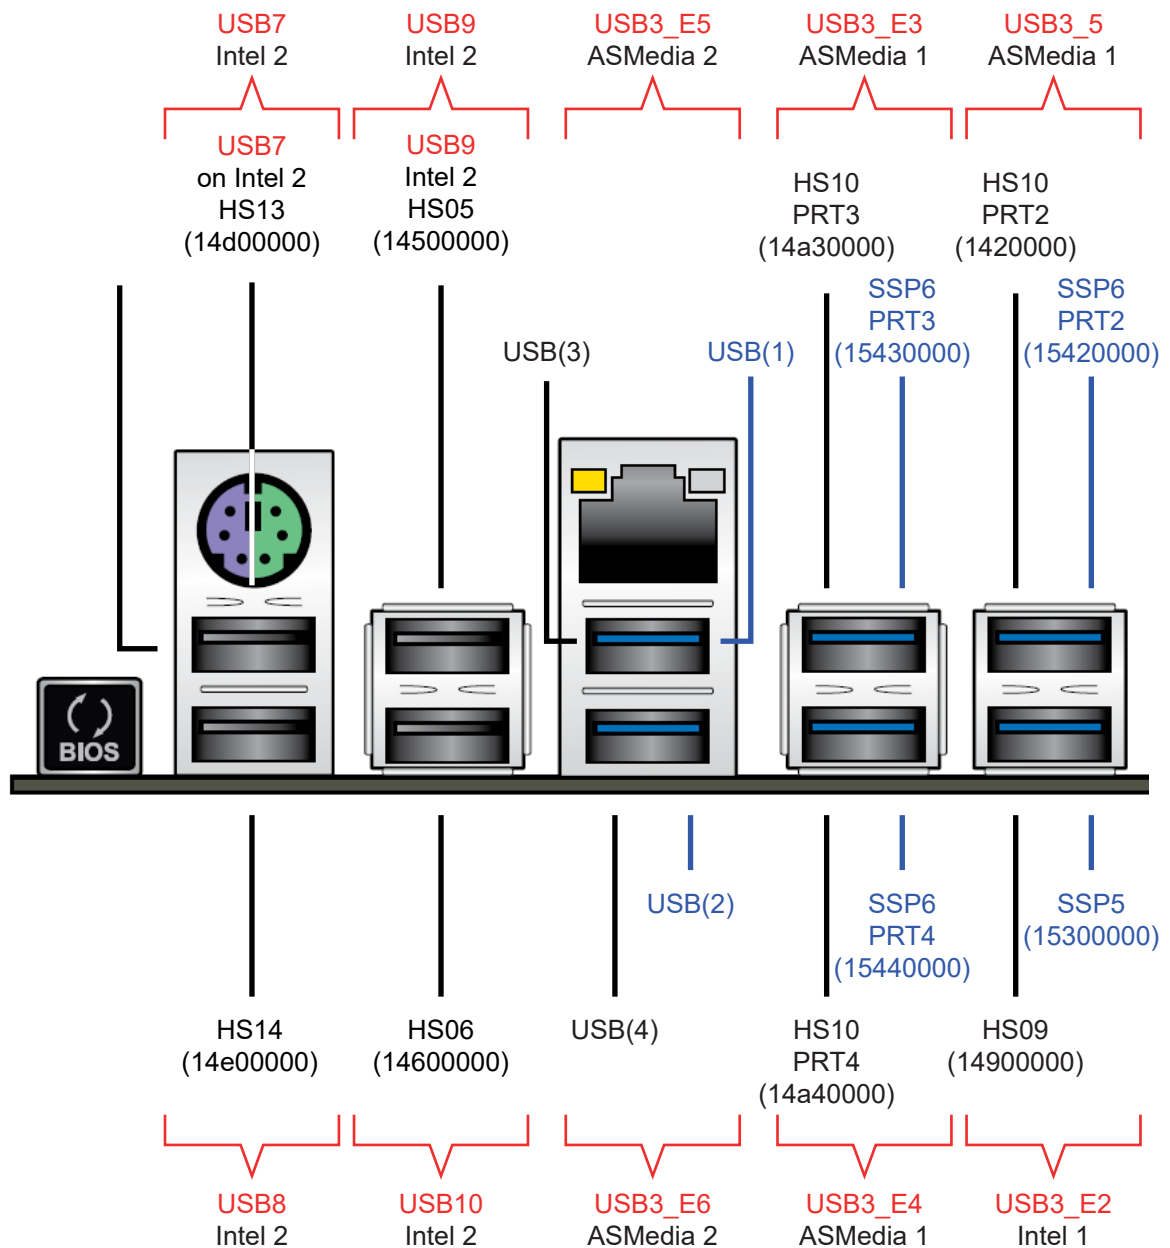 USB7
Intel 2
USB9
Intel 2
USB3_E5
ASMedia 2
USB3_E3
ASMedia 1
USB3_5
ASMedia 1
USB7
on Intel 2
HS13
(14d00000)
USB9
Intel 2
HS05
(14500000)
HS10
PRT3
(14a30000)
HS10
PRT2
(1420000)
SSP6
PRT3
(15430000)
SSP6
PRT2
(15420000)
USB(3)
USB(1)
BIOS
USB(2)
SSP6
PRT4
(15440000)
SSP5
(15300000)
HS14
(14e00000)
HS06
(14600000)
USB(4)
HS10
PRT4
(14a40000)
HS09
(14900000)
USB8
Intel 2
USB10
Intel 2
USB3_E6
ASMedia 2
USB3_E4
ASMedia 1
USB3_E2
Intel 1